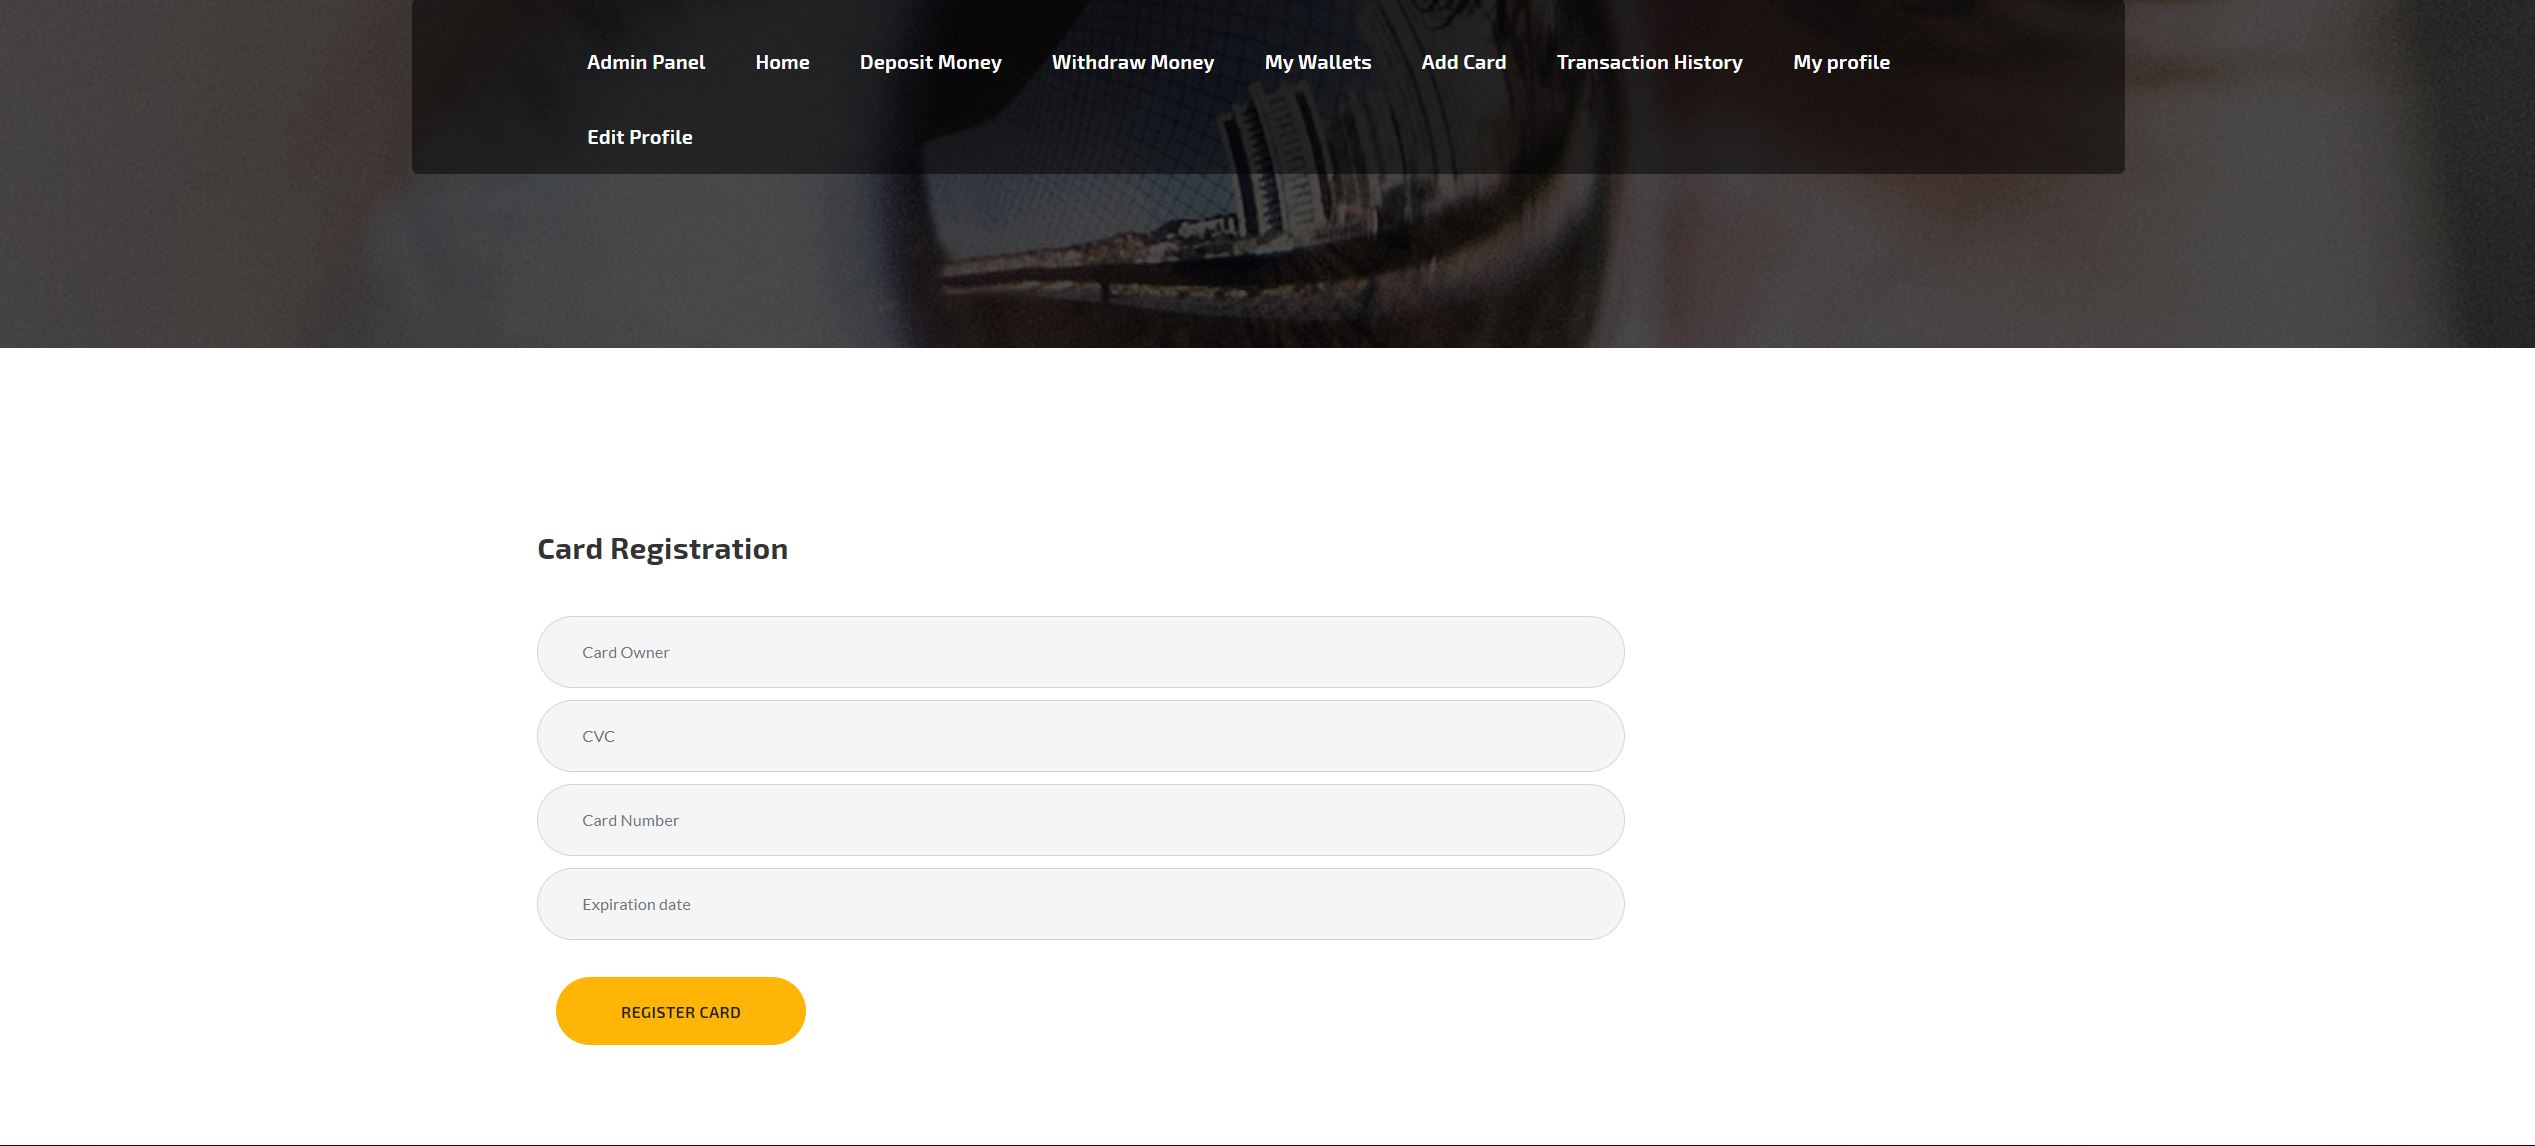 Admin Panel Home Deposit Money Withdraw Money My Wallets Add Card Transaction History My profile
Edit Profile
Card Registration
Card Owner
CVC
Card Number
Expiration date
REGISTER CARD